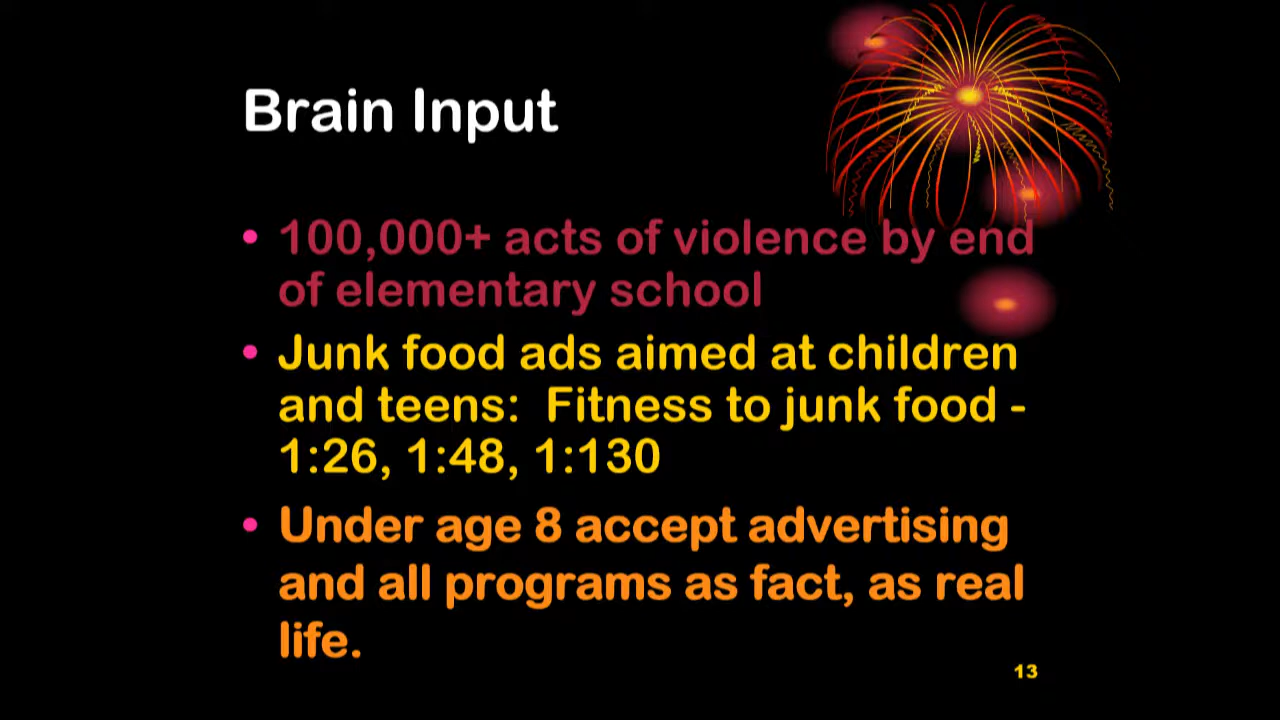 Brain Input
• 100,000+ acts of violence by end
of elementary school
• Junk food ads aimed at children
and teens:  Fitness to junk food -
1:26, 1:48, 1:130
• Under age 8 accept advertising
and all programs as fact, as real
life.
13